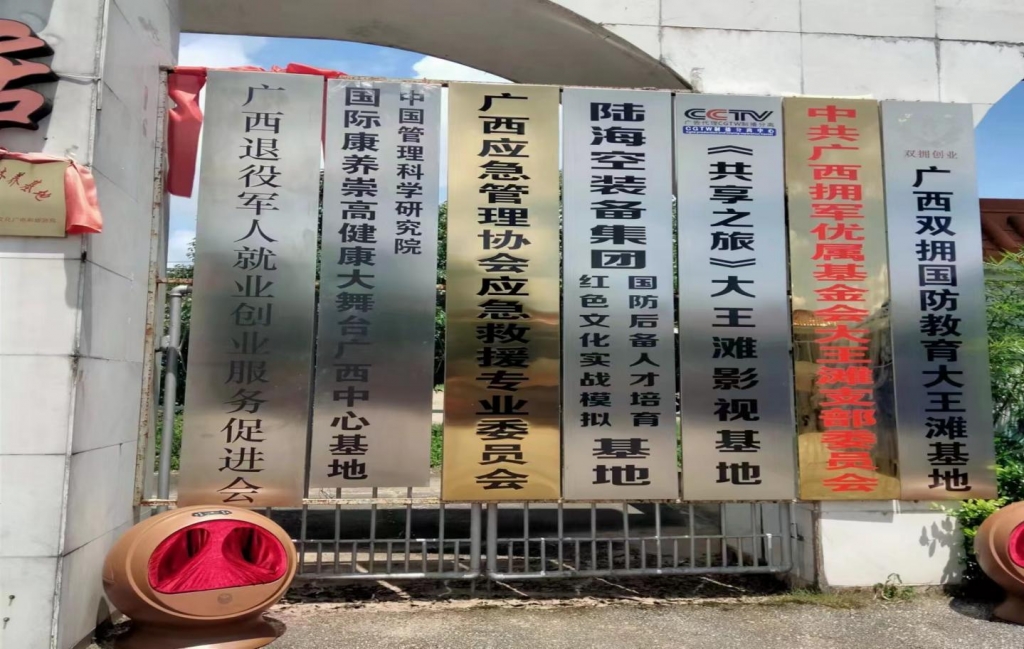 广西退役军人就业创业服务促进会
中国管理科学研究院
国际康养崇高健康大舞台广西中心基地
广西应急管理协会应急救援专业委员会
陆海空装备集团
国防后备人才培育
红色文化实战模拟
基地
CCTV
《共享之旅》大王滩影视基地
中共广西拥军优属基金会大王滩支部委员会
双拥创业
广西双拥国防教育大王滩基地